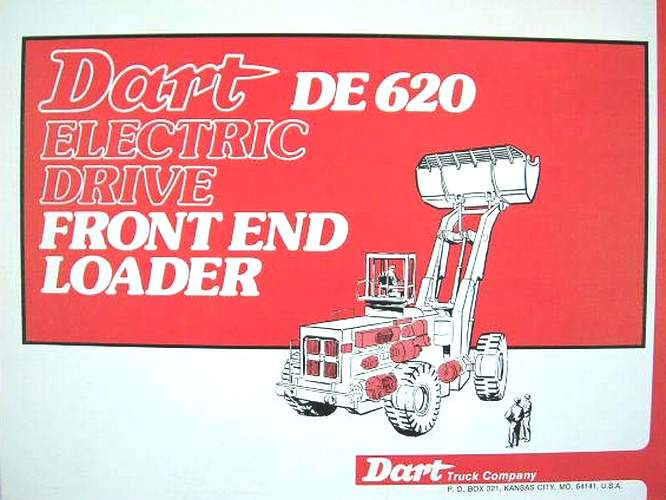 Dart DE 620
ELECTRIC
DRIVE
FRONT END
LOADER
Dart Truck Company
P. O. BOX 321, KANSAS CITY, MO. 64141, U.S.A.